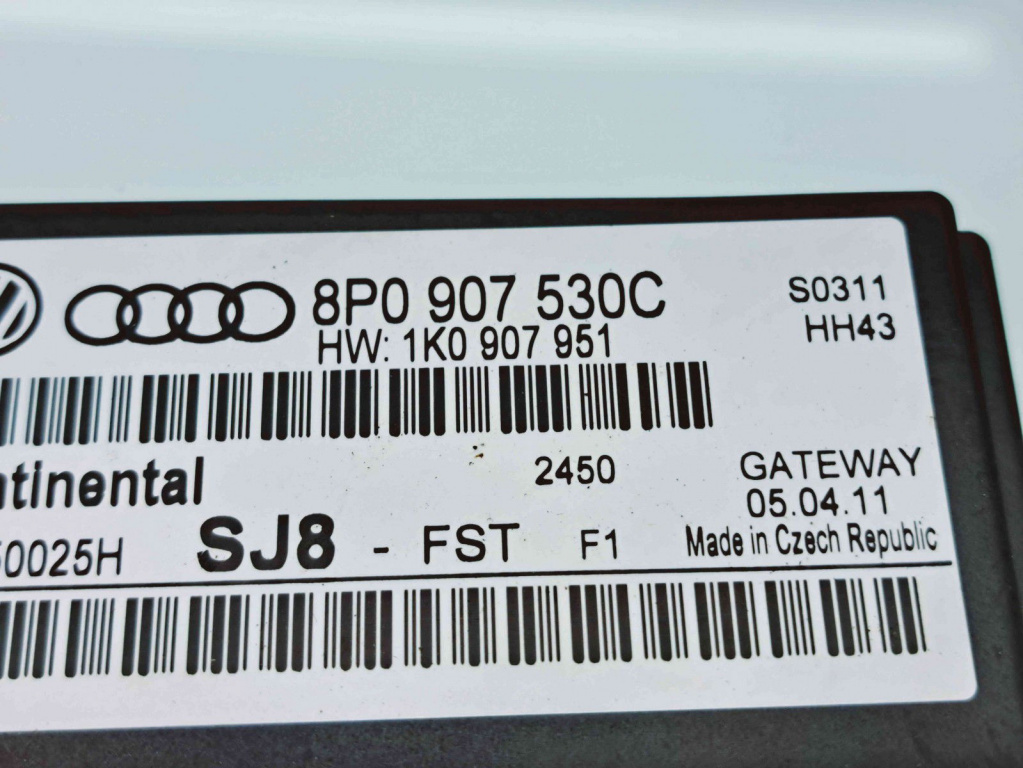 8P0 907 530C
S0311
HW: 1K0 907 951
HH43
2450
GATEWAY
05.04.11
SJ8 - FST F1
Made in Czech Republic